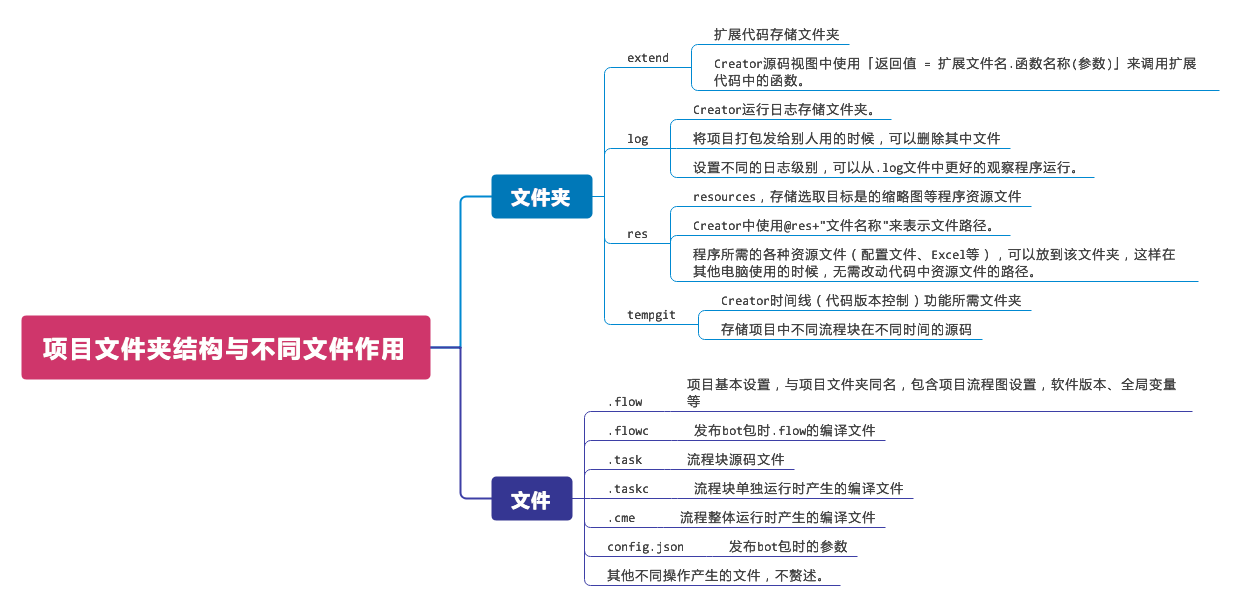 项目文件夹结构与不同文件作用
文件夹
extend
扩展代码存储文件夹
Creator源码视图中使用「返回值 = 扩展文件名.函数名称(参数)」来调用扩展
代码中的函数。
log
Creator运行日志存储文件夹。
将项目打包发给别人用的时候，可以删除其中文件
设置不同的日志级别，可以从.log文件中更好的观察程序运行。
res
resources，存储选取目标是的缩略图等程序资源文件
Creator中使用@res+"文件名称"来表示文件路径。
程序所需的各种资源文件（配置文件、Excel等），可以放到该文件夹，这样在
其他电脑使用的时候，无需改动代码中资源文件的路径。
tempgit
Creator时间线（代码版本控制）功能所需文件夹
存储项目中不同流程块在不同时间的源码
文件
.flow
项目基本设置，与项目文件夹同名，包含项目流程图设置，软件版本、全局变量
等
.flowc 发布bot包时.flow的编译文件
.task 流程块源码文件
.taskc 流程块单独运行时产生的编译文件
.cme 流程整体运行时产生的编译文件
config.json 发布bot包时的参数
其他不同操作产生的文件，不赘述。